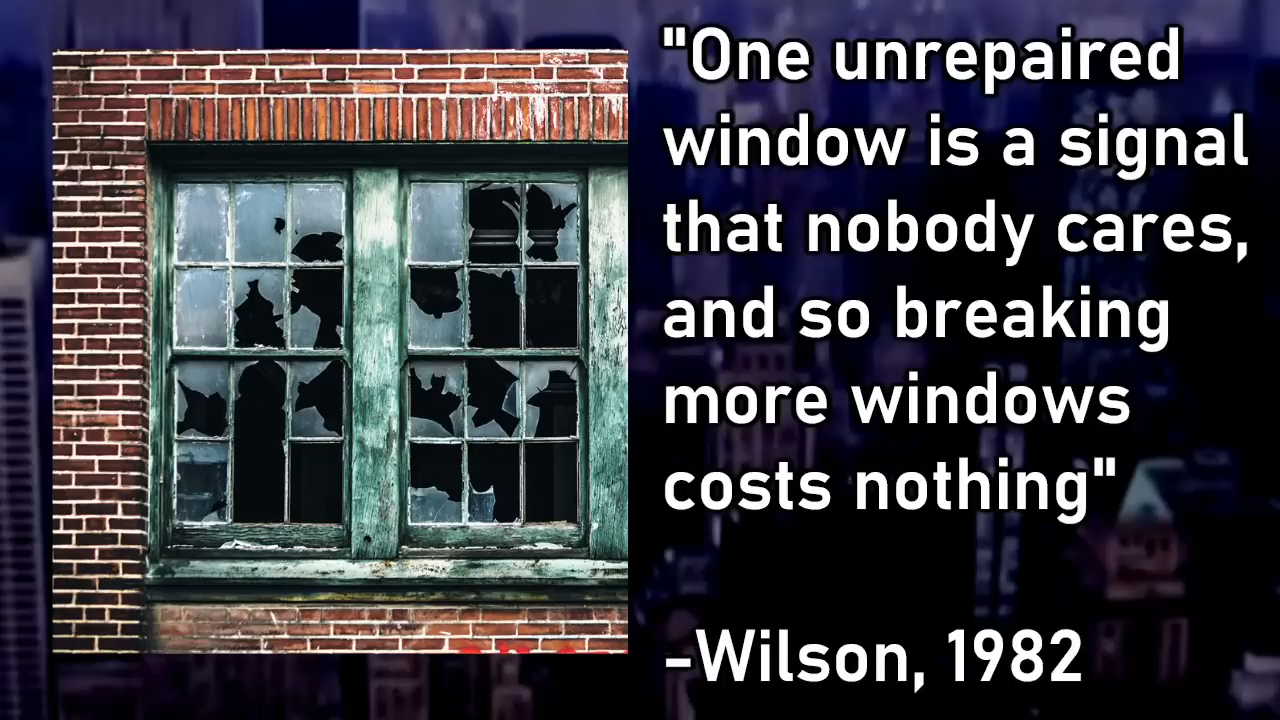 "One unrepaired
window is a signal
that nobody cares,
and so breaking
more windows
costs nothing"
-Wilson, 1982